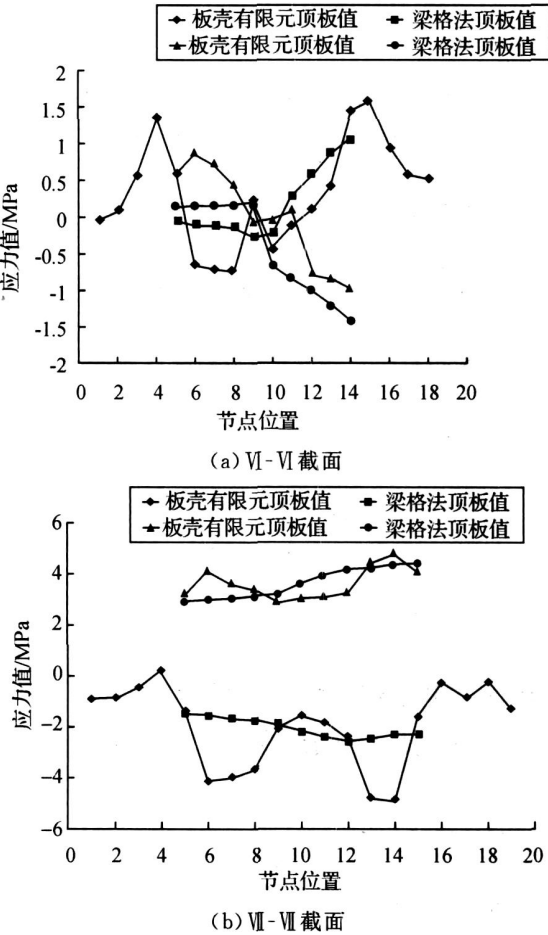 板壳有限元顶板值 梁格法顶板值
板壳有限元顶板值 梁格法顶板值
2
1.5
1
0.5
0
-0.5
-1
-1.5
-2
应力值/MPa
0 2 4 6 8 10 12 14 16 18 20
节点位置
(a)Ⅵ-Ⅵ截面
板壳有限元顶板值 梁格法顶板值
板壳有限元顶板值 梁格法顶板值
6
4
2
0
-2
-4
-6
应力值/MPa
0 2 4 6 8 10 12 14 16 18 20
节点位置
(b)Ⅶ-Ⅶ截面